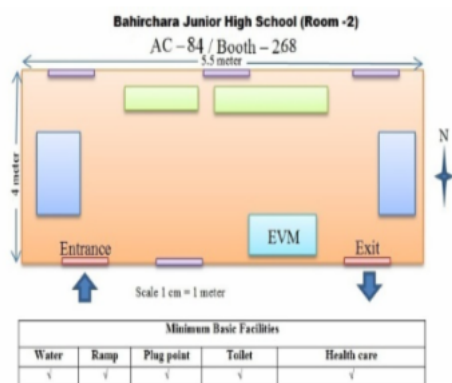 Bahirchara Junior High School (Room -2)
AC – 84 / Booth – 268
5.5 meter
4 meter
N
EVM
Entrance
Exit
Scale 1 cm = 1 meter
Minimum Basic Facilities
Water Ramp Plug point Toilet Health care
√ √ √ √ √